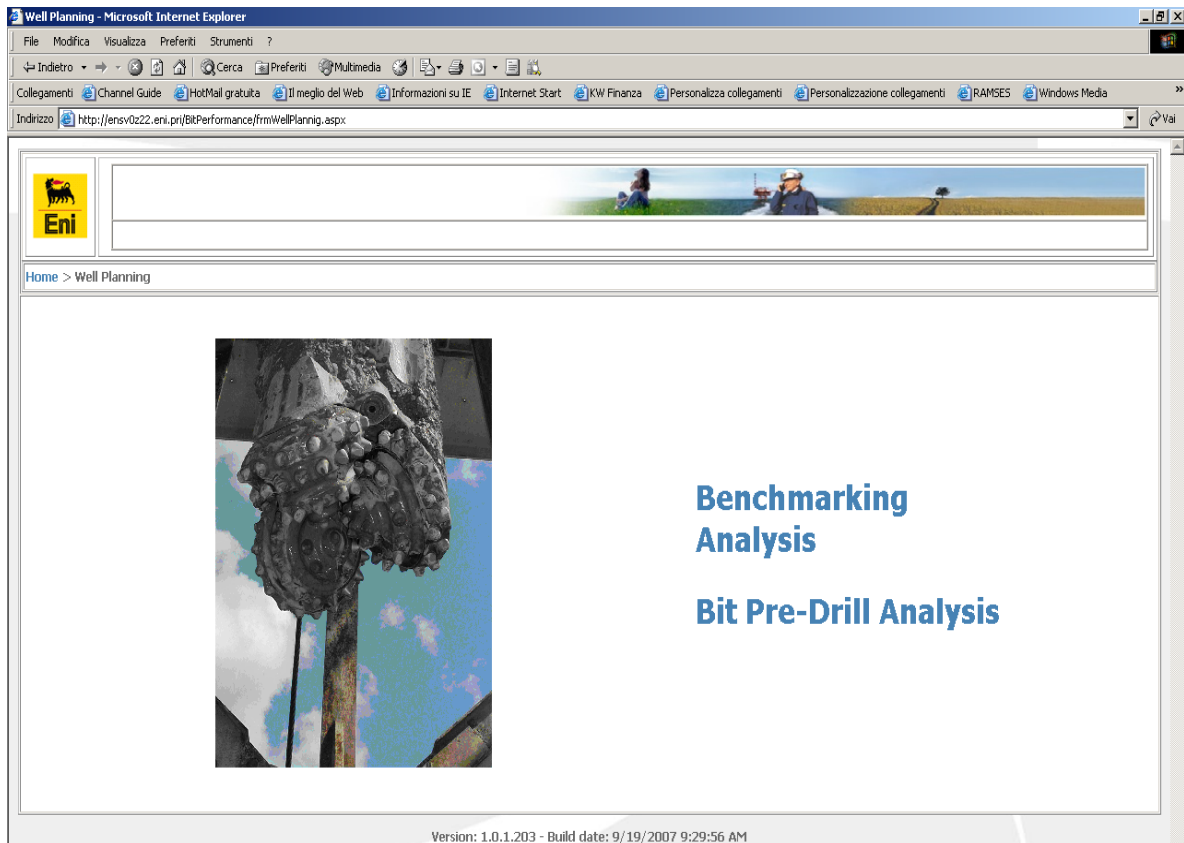 Well Planning - Microsoft Internet Explorer
File Modifica Visualizza Preferiti Strumenti ?
Indietro Cerca Preferiti Multimedia
Collegamenti Channel Guide HotMail gratuita Il meglio del Web Informazioni su IE Internet Start KW Finanza Personalizza collegamenti Personalizzazione collegamenti RAMSES Windows Media »
Indirizzo http://ensv0z22.eni.pri/BitPerformance/frmWellPlannig.aspx Vai
Eni
Home > Well Planning
Benchmarking
Analysis
Bit Pre-Drill Analysis
Version: 1.0.1.203 - Build date: 9/19/2007 9:29:56 AM